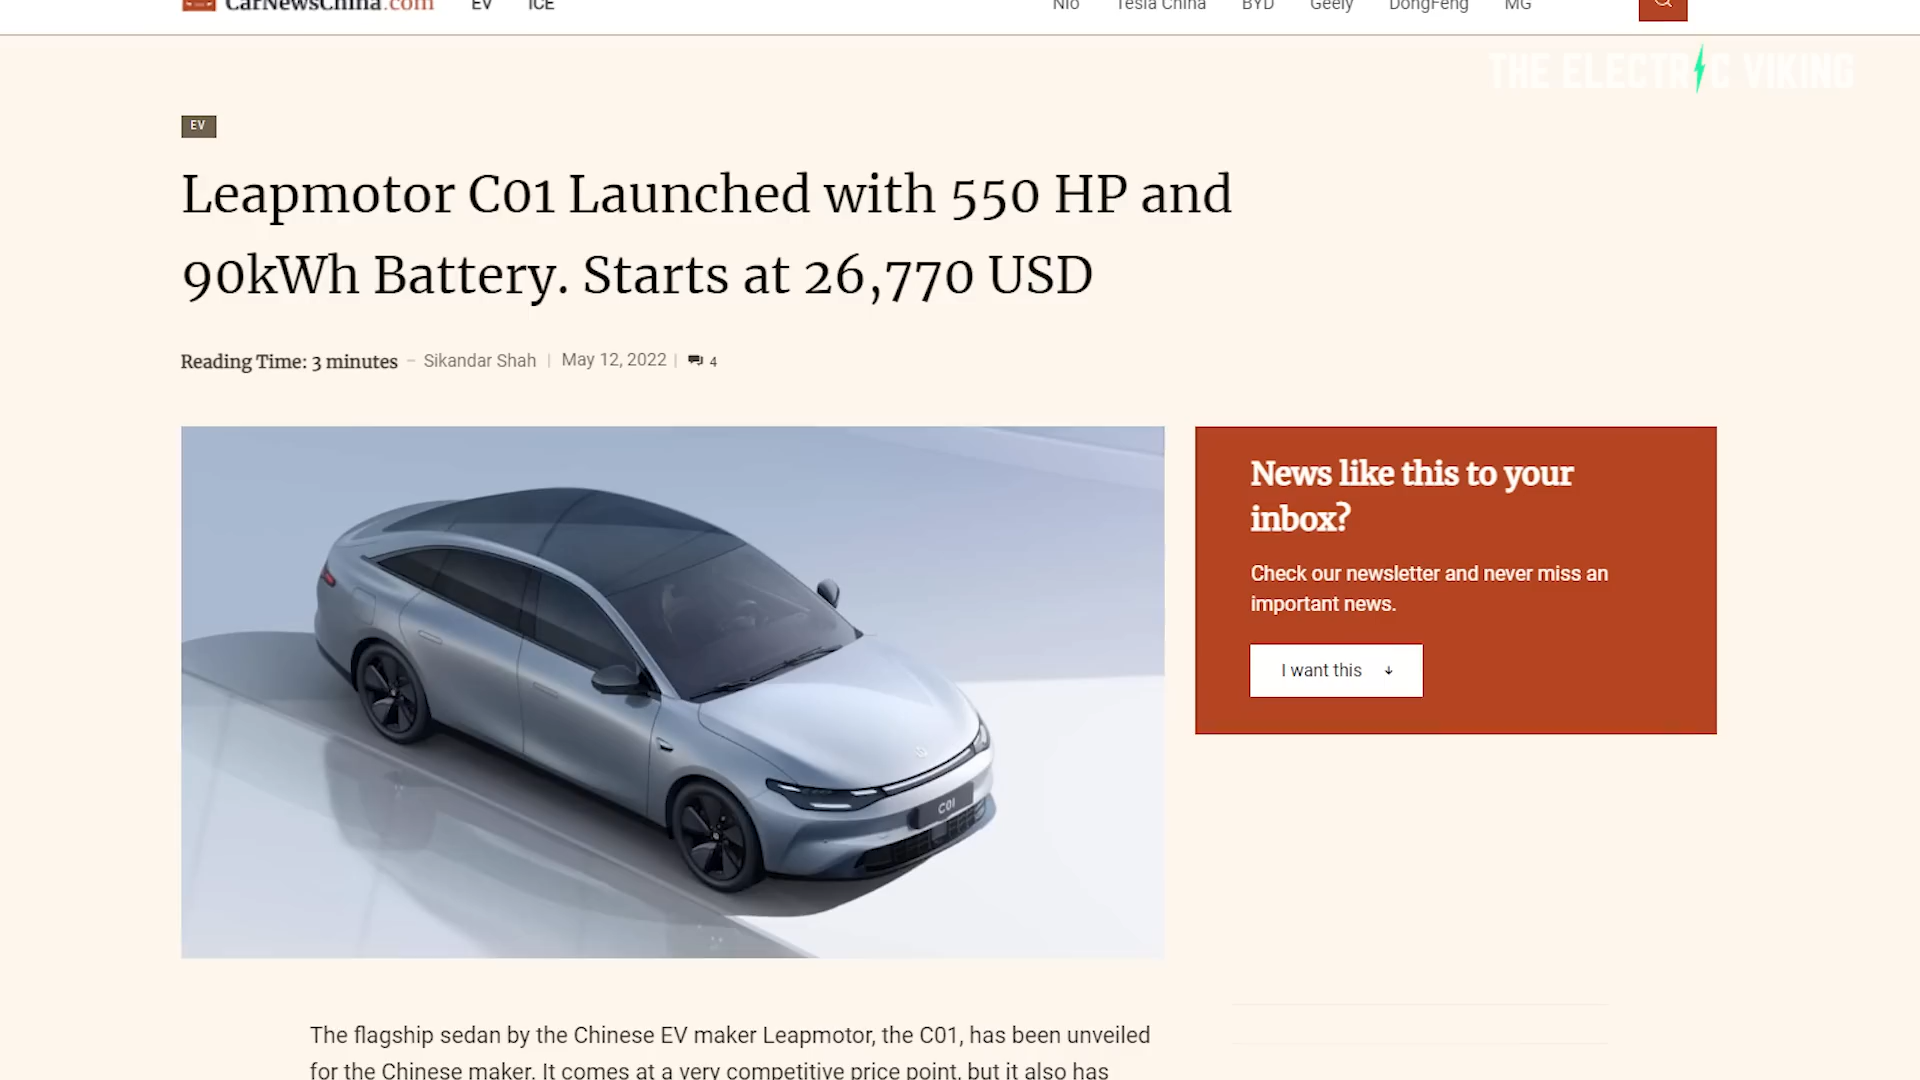 CarNewsChina.com EV ICE Nio Tesla China BYD Geely DongFeng MG
THE ELECTRIC VIKING
EV
Leapmotor C01 Launched with 550 HP and
90kWh Battery. Starts at 26,770 USD
Reading Time: 3 minutes – Sikandar Shah | May 12, 2022 | 4
C01
News like this to your
inbox?
Check our newsletter and never miss an
important news.
I want this ↓
The flagship sedan by the Chinese EV maker Leapmotor, the C01, has been unveiled
for the Chinese maker. It comes at a very competitive price point, but it also has